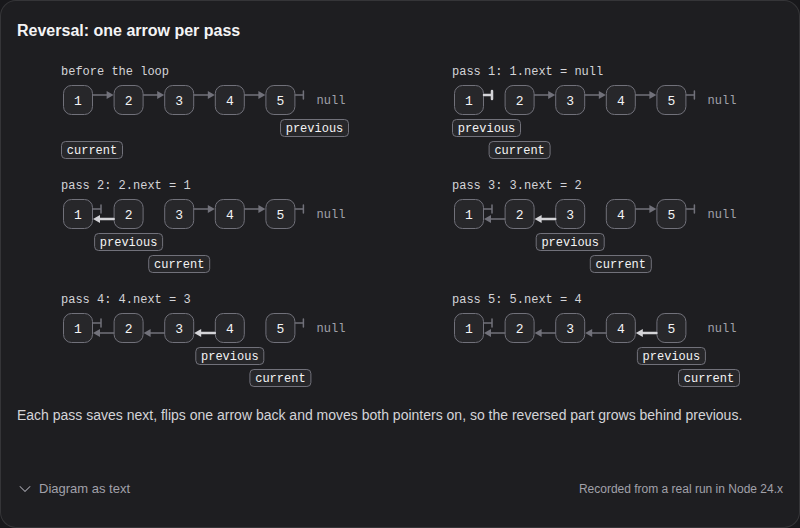 Reversal: one arrow per pass
before the loop
1 2 3 4 5 null
previous
current
pass 1: 1.next = null
1 2 3 4 5 null
previous
current
pass 2: 2.next = 1
1 2 3 4 5 null
previous
current
pass 3: 3.next = 2
1 2 3 4 5 null
previous
current
pass 4: 4.next = 3
1 2 3 4 5 null
previous
current
pass 5: 5.next = 4
1 2 3 4 5 null
previous
current
Each pass saves next, flips one arrow back and moves both pointers on, so the reversed part grows behind previous.
Diagram as text
Recorded from a real run in Node 24.x